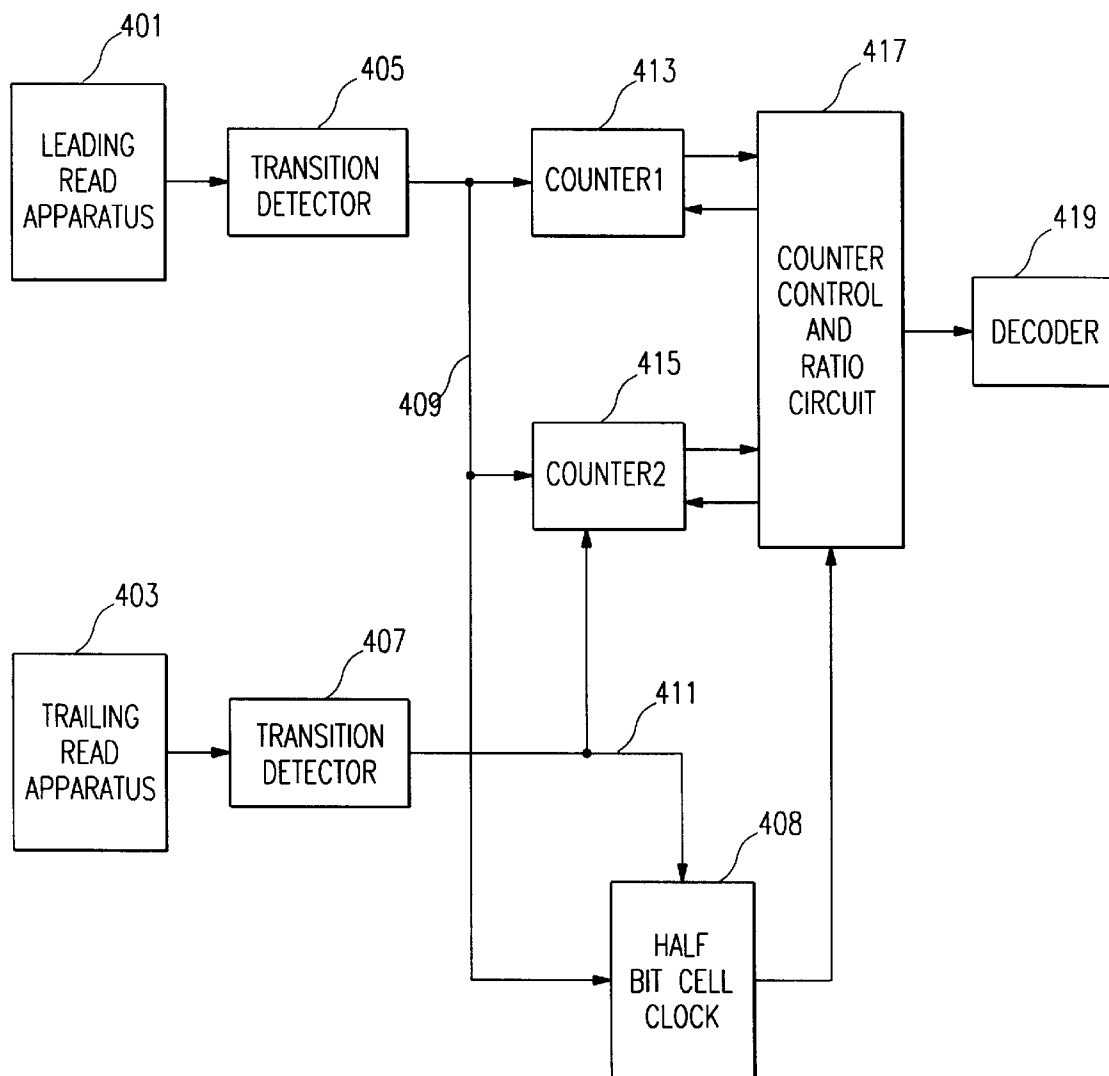 401
LEADING
READ
APPARATUS
405
TRANSITION
DETECTOR
413
COUNTER1
417
COUNTER
CONTROL
AND
RATIO
CIRCUIT
419
DECODER
409
415
COUNTER2
403
TRAILING
READ
APPARATUS
407
TRANSITION
DETECTOR
411
408
HALF
BIT CELL
CLOCK